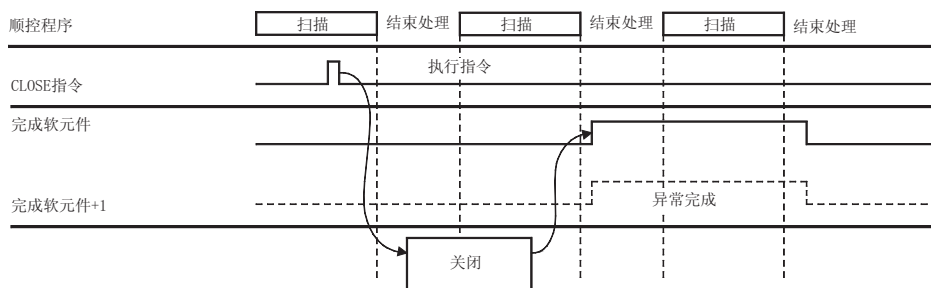 顺控程序 扫描 结束处理 扫描 结束处理 扫描 结束处理
执行指令
CLOSE指令
完成软元件
异常完成
完成软元件+1
关闭